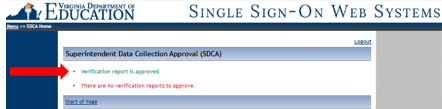 VIRGINIA DEPARTMENT OF
EDUCATION
SINGLE SIGN-ON WEB SYSTEMS
Menu >> SDCA Home
Logout
Superintendent Data Collection Approval (SDCA)
• Verification report is approved.
• There are no verification reports to approve.
Start of Page